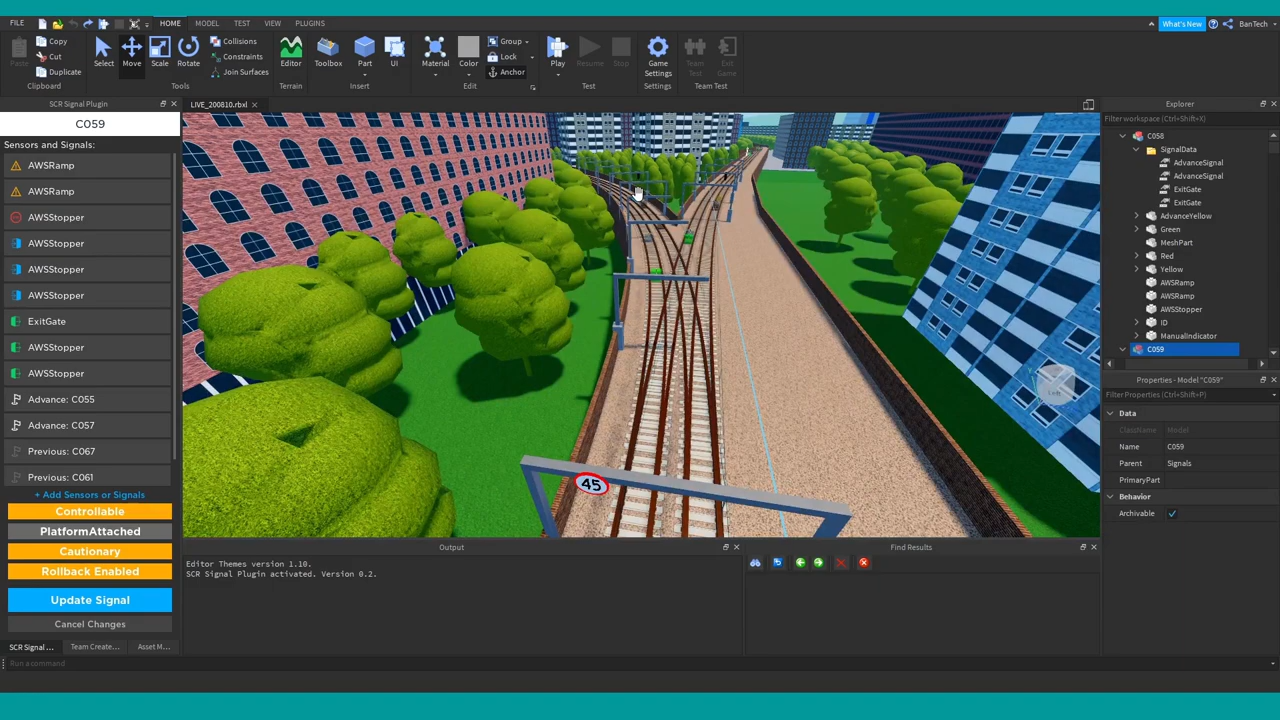 FILE
HOME
MODEL
TEST
VIEW
PLUGINS
What's New
BanTech
Paste
Copy
Cut
Duplicate
Clipboard
Select
Move
Scale
Rotate
Collisions
Constraints
Join Surfaces
Tools
Editor
Terrain
Toolbox
Part
UI
Insert
Material
Color
Group
Lock
Anchor
Edit
Play
Resume
Stop
Test
Game
Settings
Settings
Team
Test
Exit
Game
Team Test
SCR Signal Plugin
LIVE_200810.rbxl
C059
Sensors and Signals:
AWSRamp
AWSRamp
AWSStopper
AWSStopper
AWSStopper
AWSStopper
ExitGate
AWSStopper
AWSStopper
Advance: C055
Advance: C057
Previous: C067
Previous: C061
+ Add Sensors or Signals
Controllable
PlatformAttached
Cautionary
Rollback Enabled
Update Signal
Cancel Changes
SCR Signal ...
Team Create...
Asset M...
Run a command
45
Left
Output
Editor Themes version 1.10.
SCR Signal Plugin activated. Version 0.2.
Find Results
Explorer
Filter workspace (Ctrl+Shift+X)
C058
SignalData
AdvanceSignal
AdvanceSignal
ExitGate
ExitGate
AdvanceYellow
Green
MeshPart
Red
Yellow
AWSRamp
AWSRamp
AWSStopper
ID
ManualIndicator
C059
Properties - Model "C059"
Filter Properties (Ctrl+Shift+P)
Data
ClassName Model
Name C059
Parent Signals
PrimaryPart
Behavior
Archivable